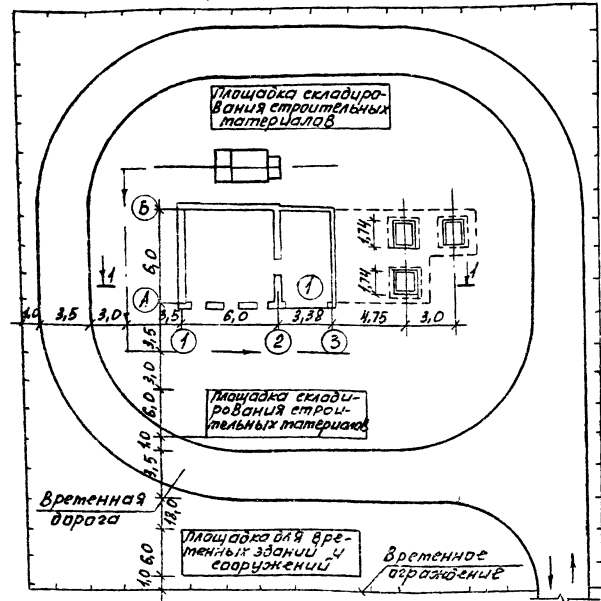 Площадка складиро-
вания строительных
материалов
Б
1,74
6,0
1,74
1
1
1
А
1,0
3,5
3,0
3,5
6,0
3,38
4,75
3,0
3,5
1
2
3
3,0
6,0
Площадка склади-
рования строи-
тельных материалов
1,0
3,5
Временная
дорога
18,0
Площадка для вре-
менных зданий и
сооружений
Временное
ограждение
6,0
1,0